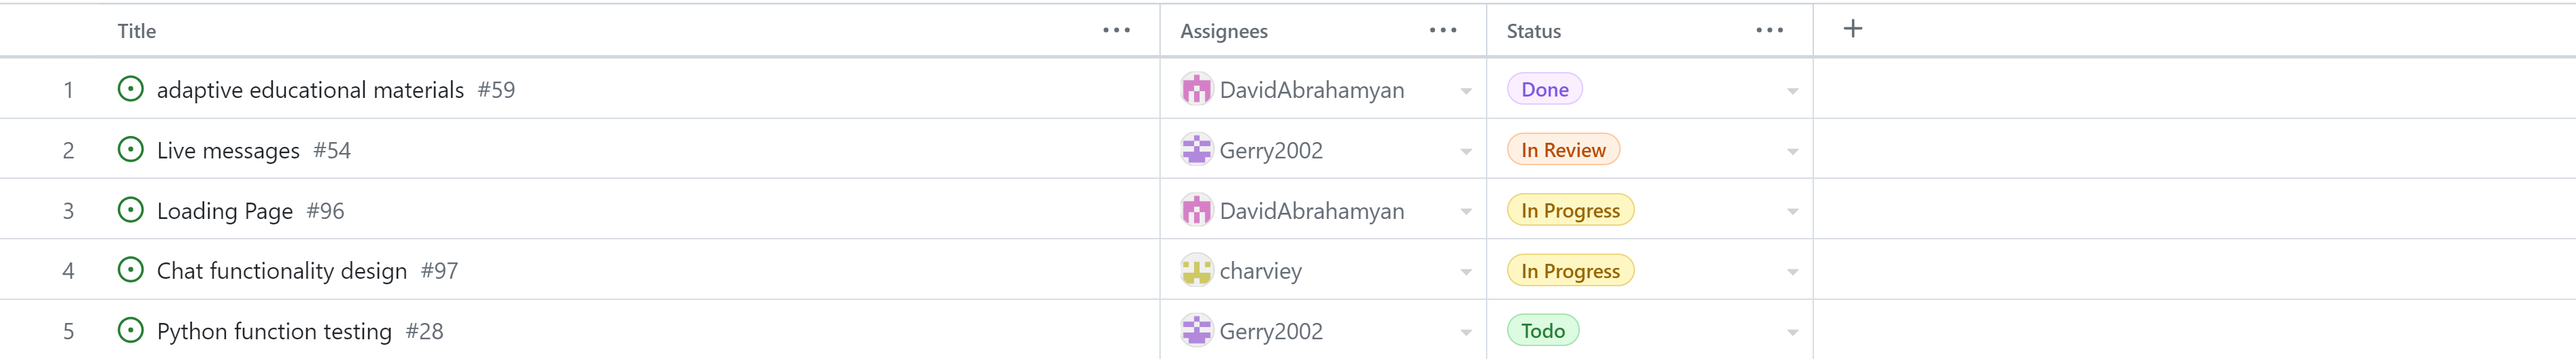 Title Assignees Status
1 adaptive educational materials #59 DavidAbrahamyan Done
2 Live messages #54 Gerry2002 In Review
3 Loading Page #96 DavidAbrahamyan In Progress
4 Chat functionality design #97 charviey In Progress
5 Python function testing #28 Gerry2002 Todo